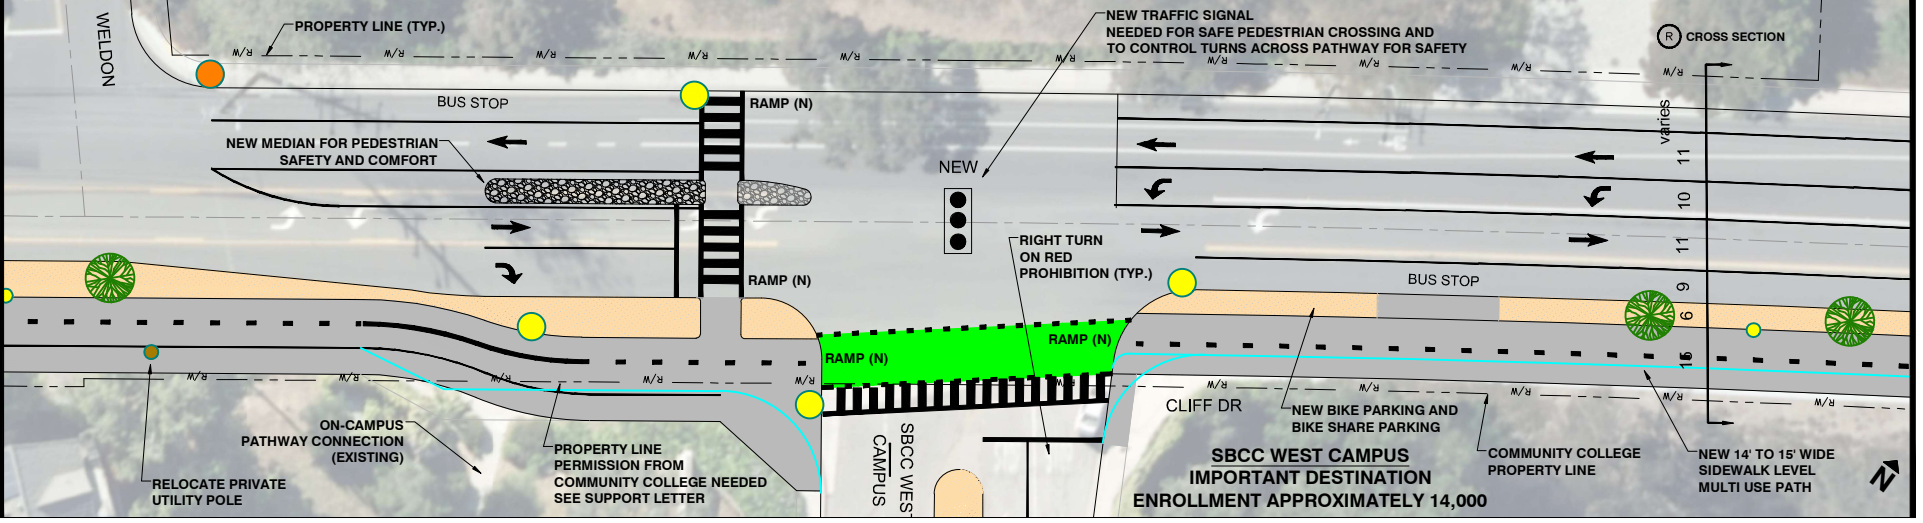 WELDON
PROPERTY LINE (TYP.)
W/R W/R W/R W/R W/R W/R W/R W/R W/R W/R
NEW TRAFFIC SIGNAL
NEEDED FOR SAFE PEDESTRIAN CROSSING AND
TO CONTROL TURNS ACROSS PATHWAY FOR SAFETY
R CROSS SECTION
BUS STOP
RAMP (N)
NEW MEDIAN FOR PEDESTRIAN
SAFETY AND COMFORT
NEW
varies
11
10
11
9
6
15
RIGHT TURN
ON RED
PROHIBITION (TYP.)
RAMP (N)
BUS STOP
RAMP (N)
RAMP (N)
W/R W/R W/R W/R W/R W/R W/R W/R W/R W/R
CLIFF DR
NEW BIKE PARKING AND
BIKE SHARE PARKING
ON-CAMPUS
PATHWAY CONNECTION
(EXISTING)
PROPERTY LINE
PERMISSION FROM
COMMUNITY COLLEGE NEEDED
SEE SUPPORT LETTER
RELOCATE PRIVATE
UTILITY POLE
SBCC WEST
CAMPUS
SBCC WEST CAMPUS
IMPORTANT DESTINATION
ENROLLMENT APPROXIMATELY 14,000
COMMUNITY COLLEGE
PROPERTY LINE
NEW 14' TO 15' WIDE
SIDEWALK LEVEL
MULTI USE PATH
N